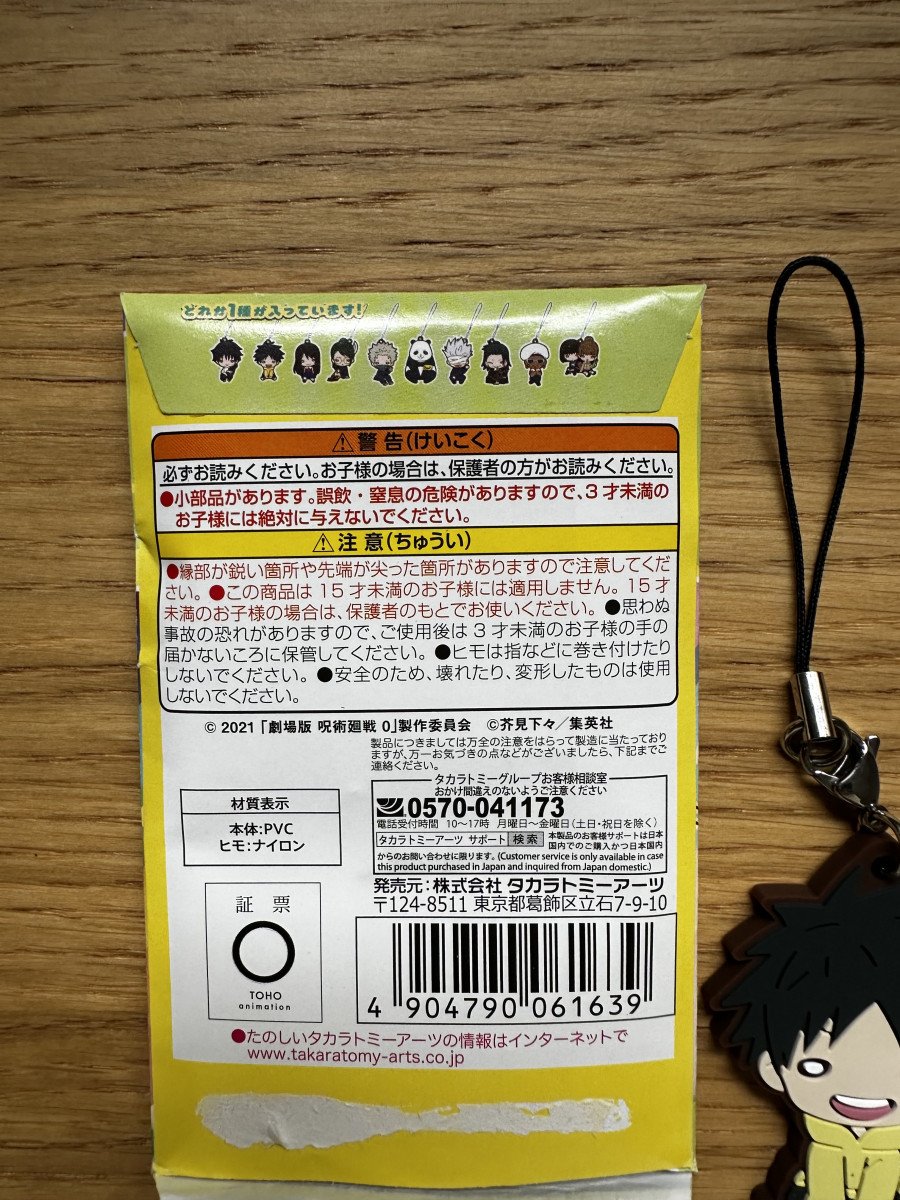 どれか1種が入っています!
⚠警告(けいこく)
必ずお読みください。お子様の場合は、保護者の方がお読みください。
●小部品があります。誤飲・窒息の危険がありますので、3才未満の
お子様には絶対に与えないでください。
⚠注意(ちゅうい)
●縁部が鋭い箇所や先端が尖った箇所がありますので注意してくだ
さい。●この商品は15才未満のお子様には適用しません。15才
未満のお子様の場合は、保護者のもとでお使いください。●思わぬ
事故の恐れがありますので、ご使用後は3才未満のお子様の手の
届かないころに保管してください。●ヒモは指などに巻き付けたり
しないでください。●安全のため、壊れたり、変形したものは使用
しないでください。
© 2021「劇場版 呪術廻戦 0」製作委員会 ©芥見下々/集英社
製品につきましては万全の注意をはらって製造に当たっており
ますが、万一お気づきの点などがございましたら、下記までご
連絡ください。
タカラトミーグループお客様相談室
おかけ間違えのないようご注意ください
0570-041173
電話受付時間 10〜17時 月曜日〜金曜日(土・日・祝日を除く)
タカラトミーアーツ サポート 検索 本製品のお客様サポートは日本
国内でのご購入かつ日本国内
からのお問い合わせに限ります。(Customer service is only available in case
this product purchased in Japan and inquired from Japan domestic.)
材質表示
本体:PVC
ヒモ:ナイロン
発売元:株式会社 タカラトミーアーツ
〒124-8511 東京都葛飾区立石7-9-10
証票
TOHO
animation
4 904790 061639
●たのしいタカラトミーアーツの情報はインターネットで
www.takaratomy-arts.co.jp